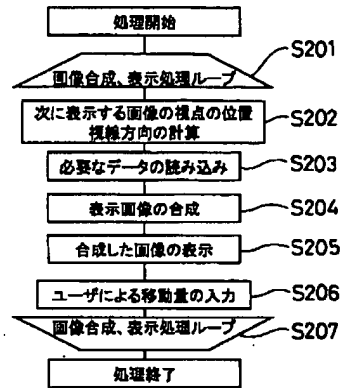 処理開始
画像合成、表示処理ループ
S201
次に表示する画像の視点の位置
視線方向の計算
S202
必要なデータの読み込み
S203
表示画像の合成
S204
合成した画像の表示
S205
ユーザによる移動量の入力
S206
画像合成、表示処理ループ
S207
処理終了